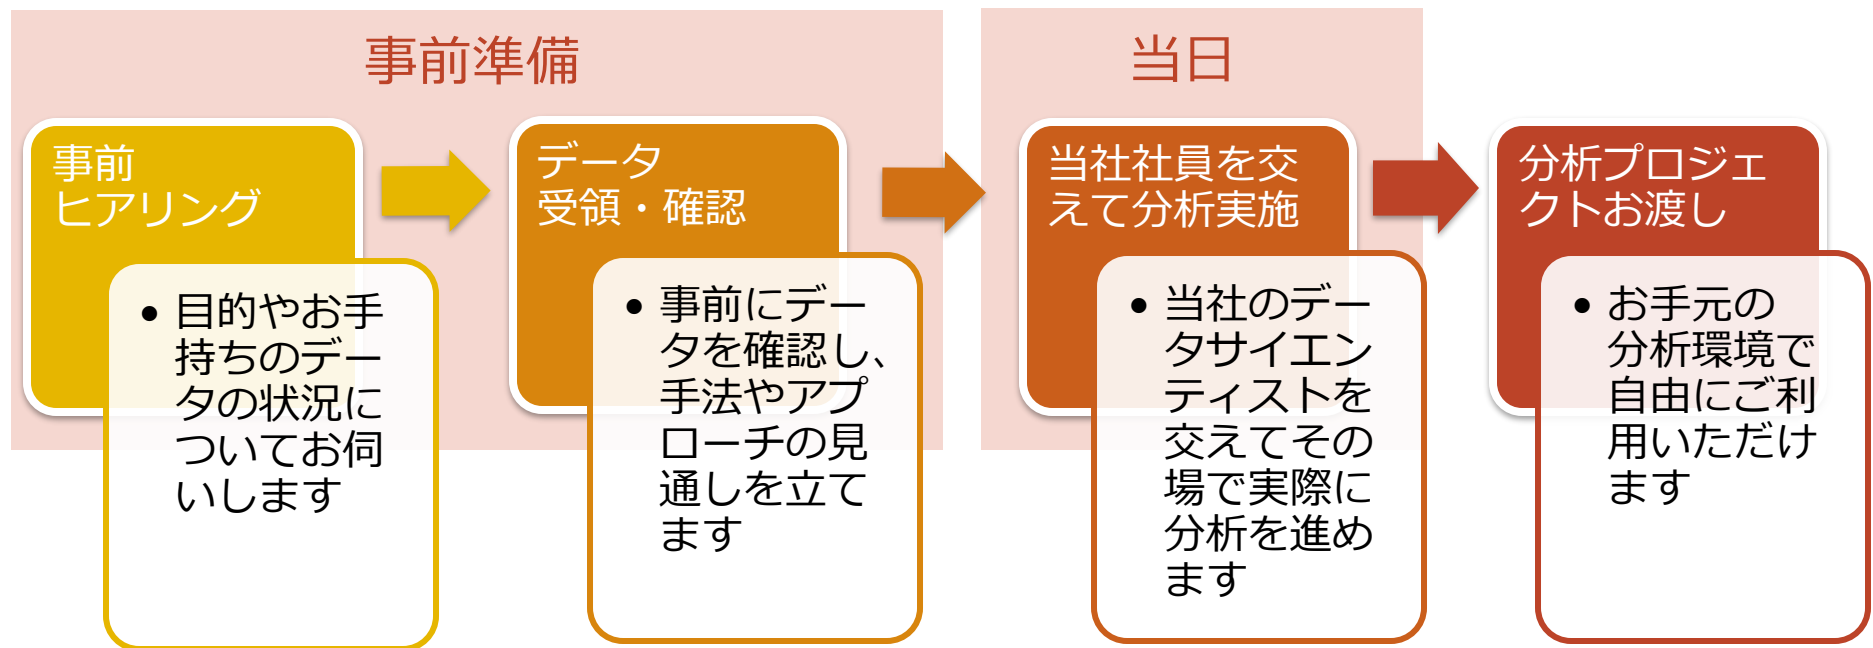 事前準備
当日
事前
ヒアリング
データ
受領・確認
当社社員を交
えて分析実施
分析プロジェ
クトお渡し
• 目的やお手
持ちのデー
タの状況に
ついてお伺
いします
• 事前にデー
タを確認し、
手法やアプ
ローチの見
通しを立て
ます
• 当社のデー
タサイエン
ティストを
交えてその
場で実際に
分析を進め
ます
• お手元の
分析環境で
自由にご利
用いただけ
ます